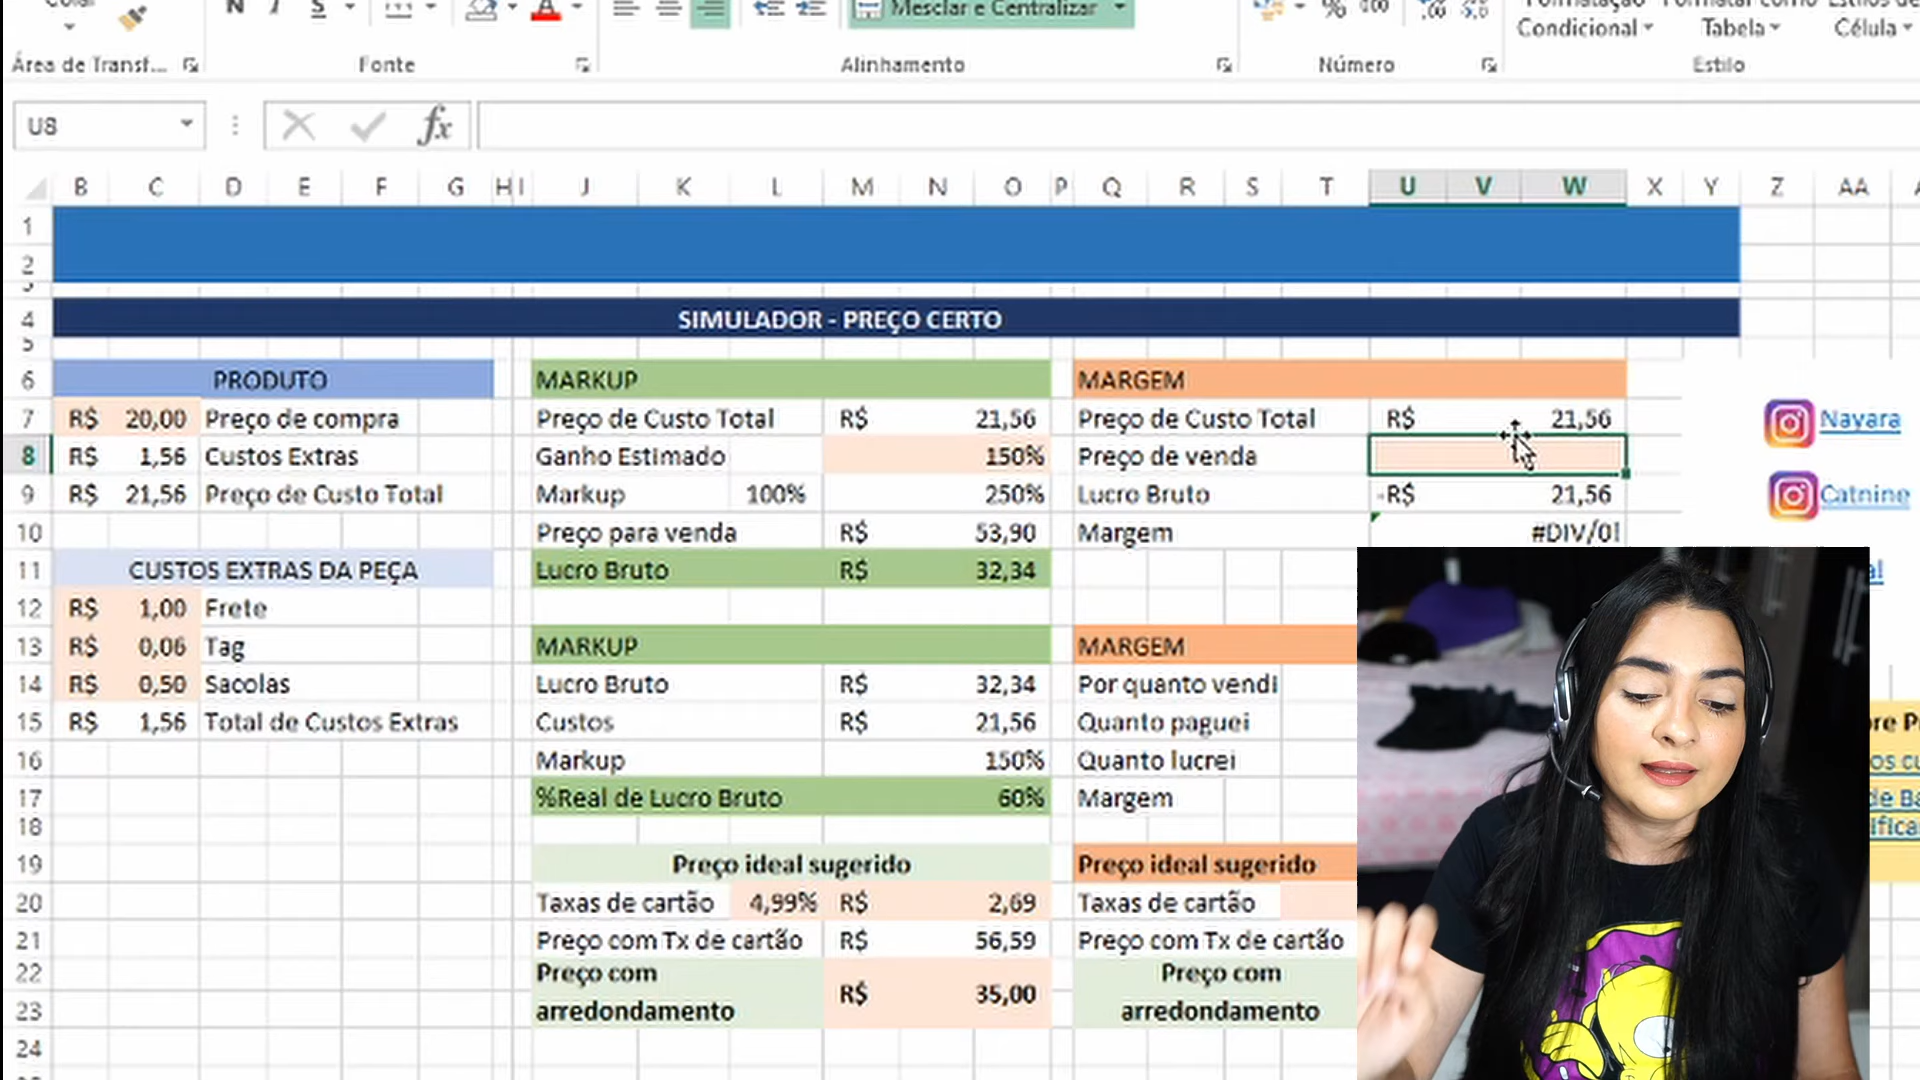 Mesclar e Centralizar
% 000
Condicional Tabela Célula
Área de Transf... Fonte Alinhamento Número Estilo
U8 fx
B C D E F G H I J K L M N O P Q R S T U V W X Y Z AA
1
2
4 SIMULADOR - PREÇO CERTO
5
6 PRODUTO MARKUP MARGEM
7 R$ 20,00 Preço de compra Preço de Custo Total R$ 21,56 Preço de Custo Total R$ 21,56 Nayara
8 R$ 1,56 Custos Extras Ganho Estimado 150% Preço de venda
9 R$ 21,56 Preço de Custo Total Markup 100% 250% Lucro Bruto -R$ 21,56 Catnine
10 Preço para venda R$ 53,90 Margem #DIV/0!
11 CUSTOS EXTRAS DA PEÇA Lucro Bruto R$ 32,34
12 R$ 1,00 Frete
13 R$ 0,06 Tag MARKUP MARGEM
14 R$ 0,50 Sacolas Lucro Bruto R$ 32,34 Por quanto vendi
15 R$ 1,56 Total de Custos Extras Custos R$ 21,56 Quanto paguei
16 Markup 150% Quanto lucrei
17 %Real de Lucro Bruto 60% Margem
18
19 Preço ideal sugerido Preço ideal sugerido
20 Taxas de cartão 4,99% R$ 2,69 Taxas de cartão
21 Preço com Tx de cartão R$ 56,59 Preço com Tx de cartão
22 Preço com R$ 35,00 Preço com
23 arredondamento arredondamento
24